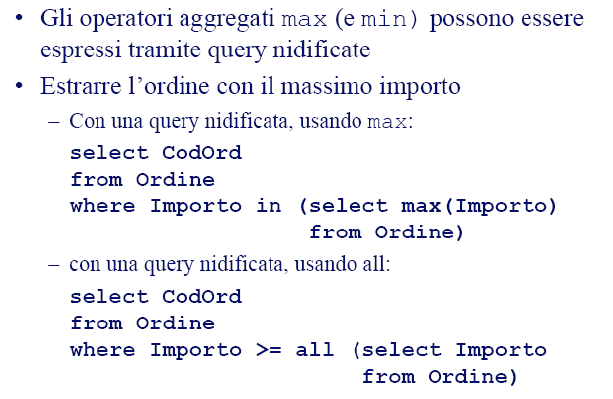 • Gli operatori aggregati max (e min) possono essere
espressi tramite query nidificate
• Estrarre l'ordine con il massimo importo
– Con una query nidificata, usando max:
select CodOrd
from Ordine
where Importo in (select max(Importo)
from Ordine)
– con una query nidificata, usando all:
select CodOrd
from Ordine
where Importo >= all (select Importo
from Ordine)